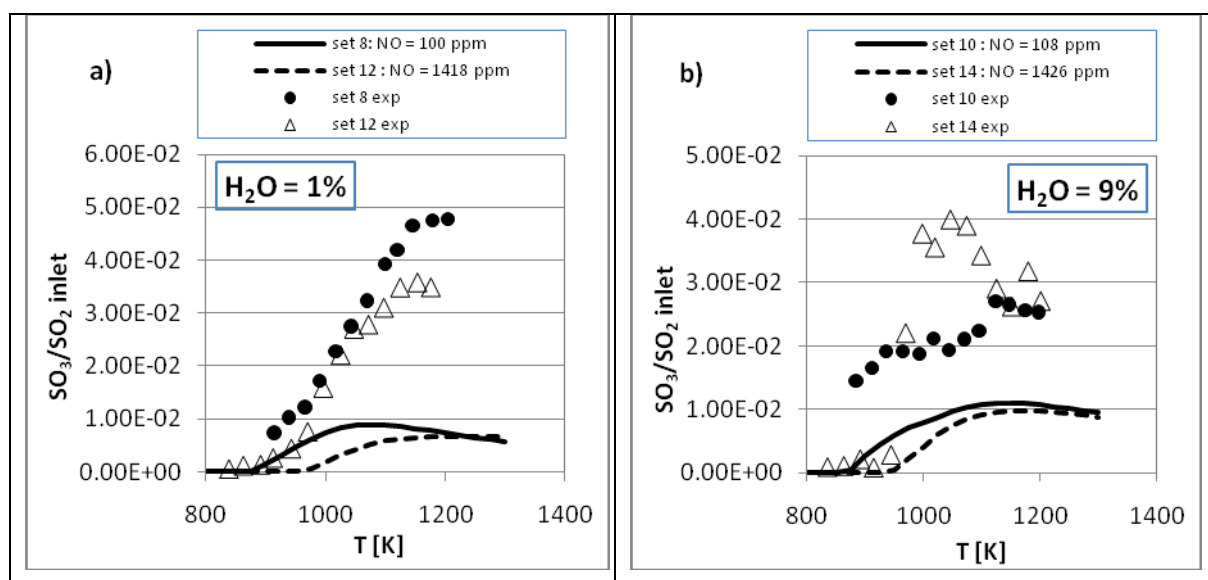 a)
set 8: NO = 100 ppm
set 12 : NO = 1418 ppm
set 8 exp
set 12 exp
6.00E-02
5.00E-02
4.00E-02
3.00E-02
2.00E-02
1.00E-02
0.00E+00
H₂O = 1%
SO₃/SO₂ inlet
800 1000 1200 1400
T [K]
b)
set 10 : NO = 108 ppm
set 14 : NO = 1426 ppm
set 10 exp
set 14 exp
5.00E-02
4.00E-02
3.00E-02
2.00E-02
1.00E-02
0.00E+00
H₂O = 9%
SO₃/SO₂ inlet
800 1000 1200 1400
T [K]